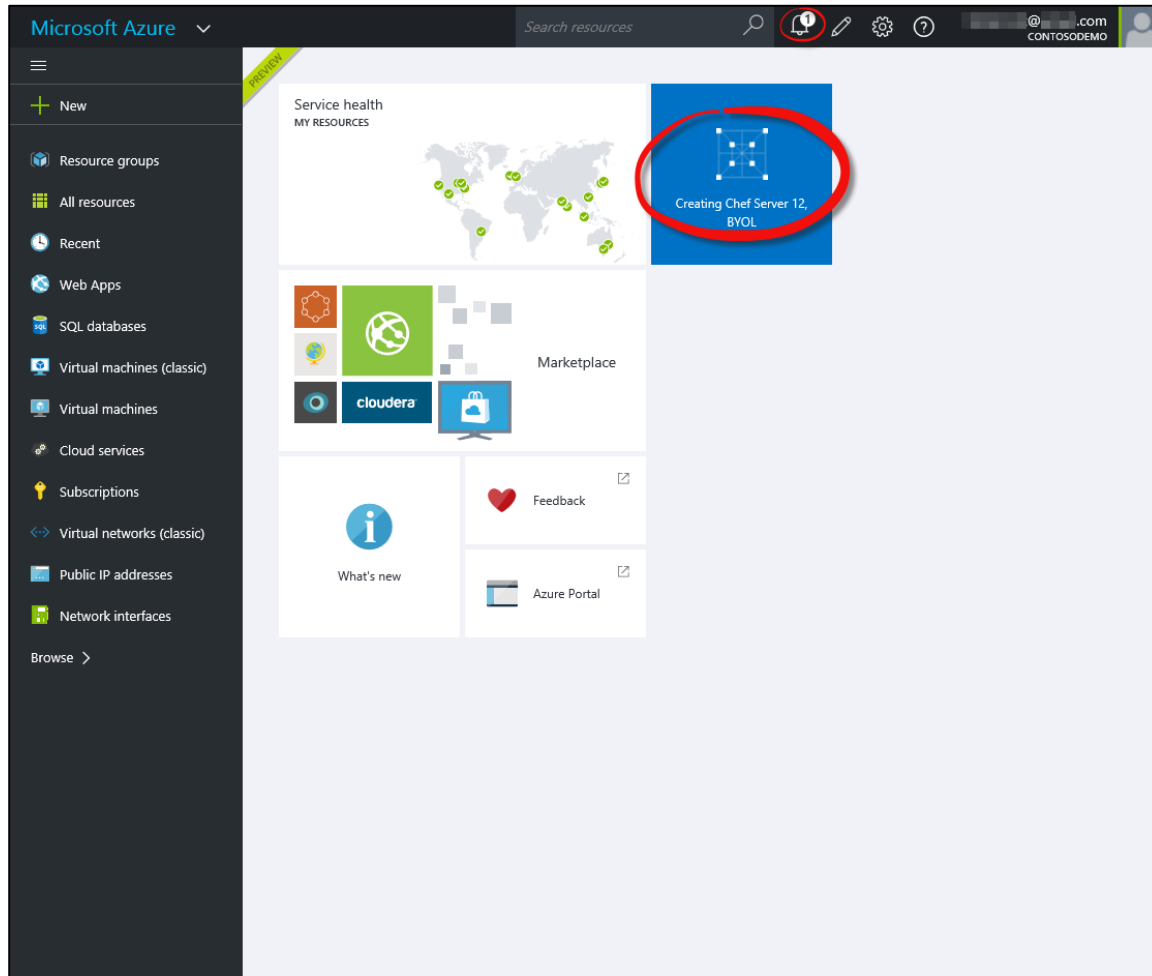 Microsoft Azure
Search resources
1
@ .com
CONTOSODEMO
PREVIEW
New
Resource groups
All resources
Recent
Web Apps
SQL databases
Virtual machines (classic)
Virtual machines
Cloud services
Subscriptions
Virtual networks (classic)
Public IP addresses
Network interfaces
Browse
Service health
MY RESOURCES
Creating Chef Server 12,
BYOL
cloudera
Marketplace
What's new
Feedback
Azure Portal